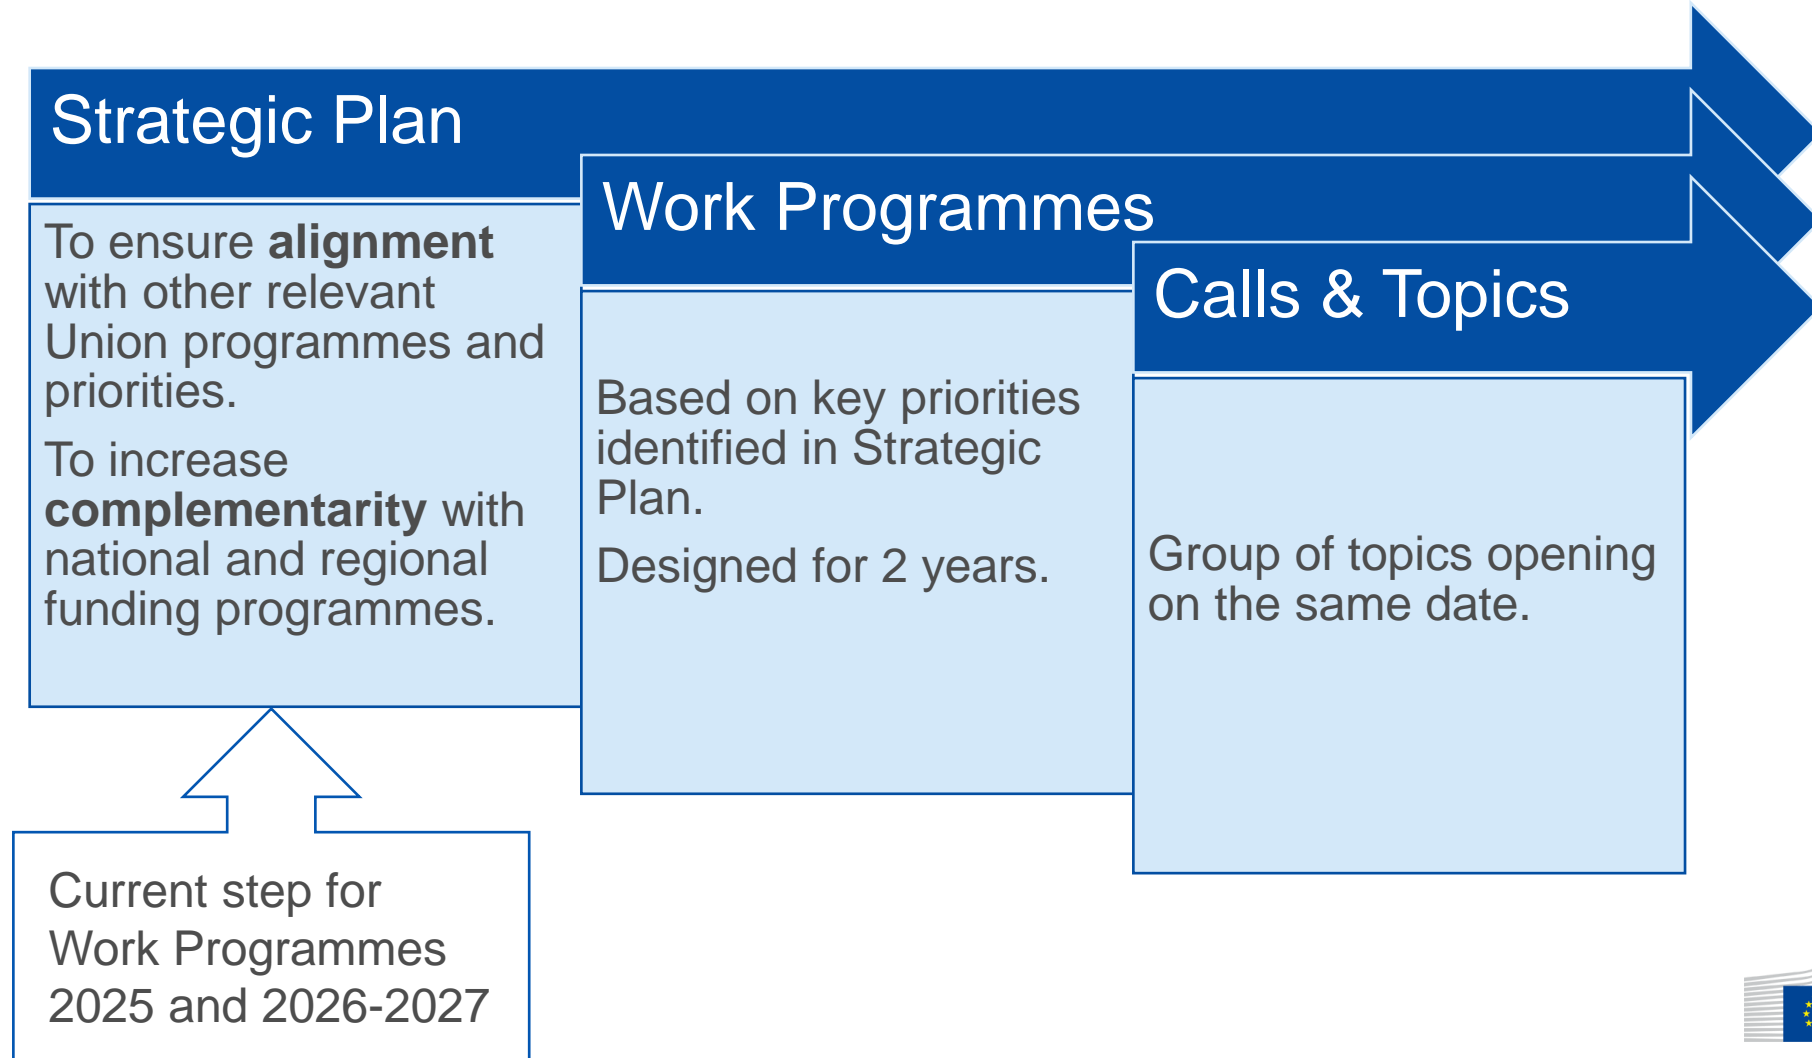 Strategic Plan
To ensure alignment
with other relevant
Union programmes and
priorities.
To increase
complementarity with
national and regional
funding programmes.
Work Programmes
Based on key priorities
identified in Strategic
Plan.
Designed for 2 years.
Calls & Topics
Group of topics opening
on the same date.
Current step for
Work Programmes
2025 and 2026-2027